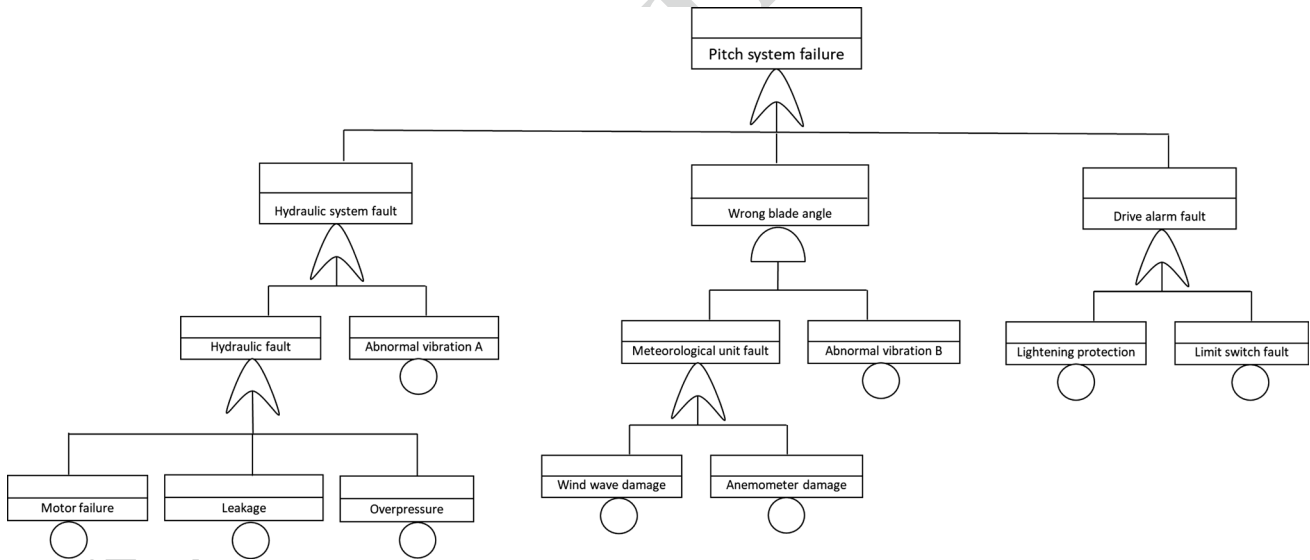 Pitch system failure
Hydraulic system fault
Wrong blade angle
Drive alarm fault
Hydraulic fault
Abnormal vibration A
Meteorological unit fault
Abnormal vibration B
Lightening protection
Limit switch fault
Motor failure
Leakage
Overpressure
Wind wave damage
Anemometer damage